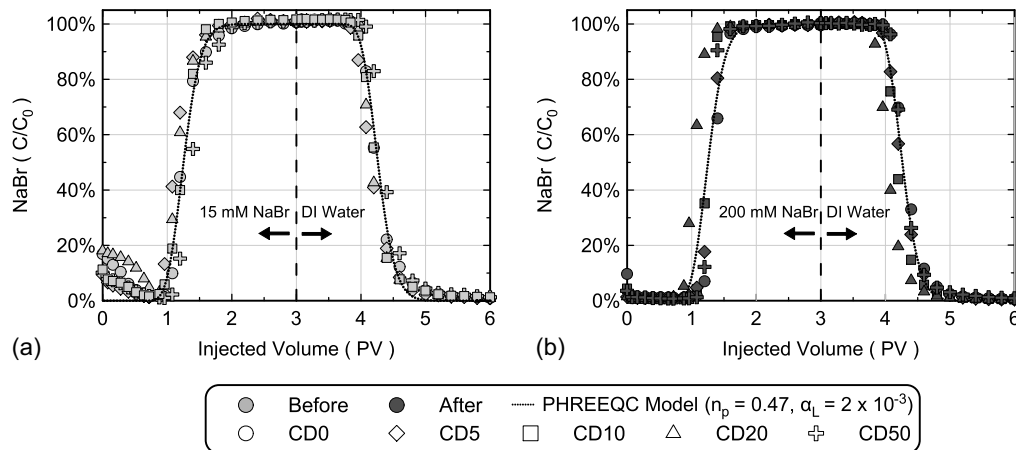 100%
80%
60%
40%
20%
0%
NaBr ( C/C₀ )
15 mM NaBr
DI Water
0 1 2 3 4 5 6
Injected Volume ( PV )
(a)
100%
80%
60%
40%
20%
0%
NaBr ( C/C₀ )
200 mM NaBr
DI Water
0 1 2 3 4 5 6
Injected Volume ( PV )
(b)
Before After PHREEQC Model (nₚ = 0.47, α_L = 2 x 10⁻³)
CD0 CD5 CD10 CD20 CD50